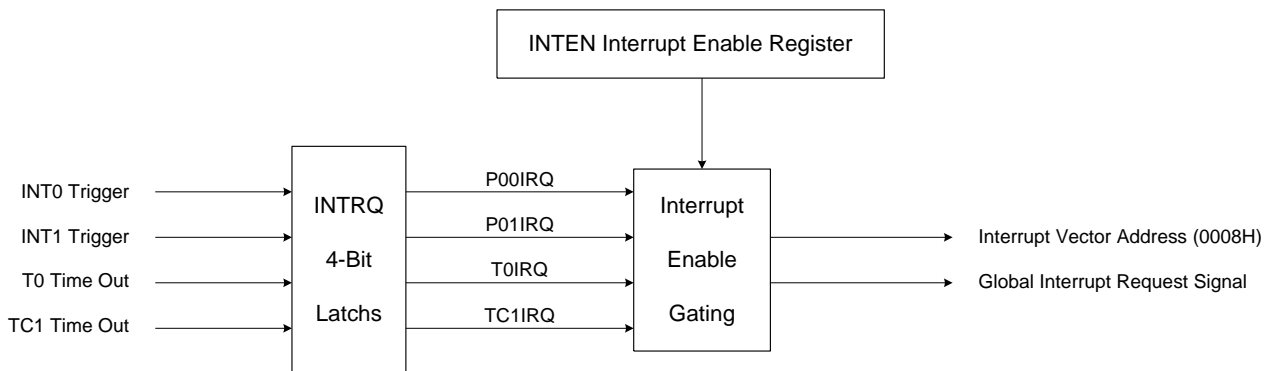 INTEN Interrupt Enable Register
INT0 Trigger
INT1 Trigger
T0 Time Out
TC1 Time Out
INTRQ
4-Bit
Latchs
P00IRQ
P01IRQ
T0IRQ
TC1IRQ
Interrupt
Enable
Gating
Interrupt Vector Address (0008H)
Global Interrupt Request Signal